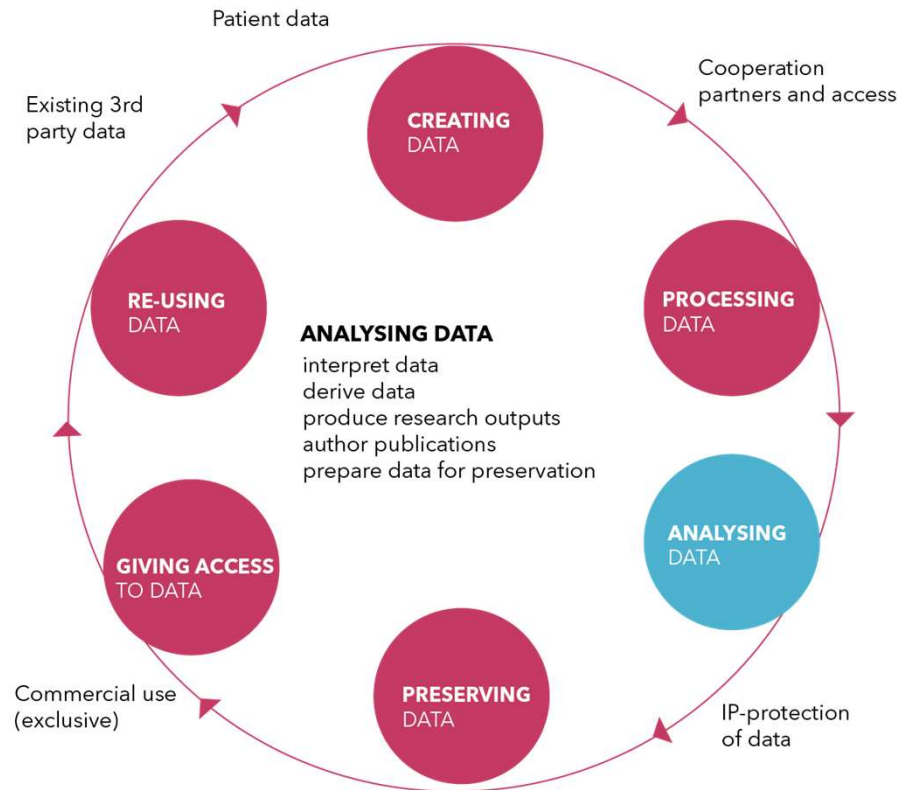 Patient data
Cooperation
partners and access
Existing 3rd
party data
CREATING
DATA
RE-USING
DATA
PROCESSING
DATA
ANALYSING DATA
interpret data
derive data
produce research outputs
author publications
prepare data for preservation
ANALYSING
DATA
GIVING ACCESS
TO DATA
PRESERVING
DATA
Commercial use
(exclusive)
IP-protection
of data